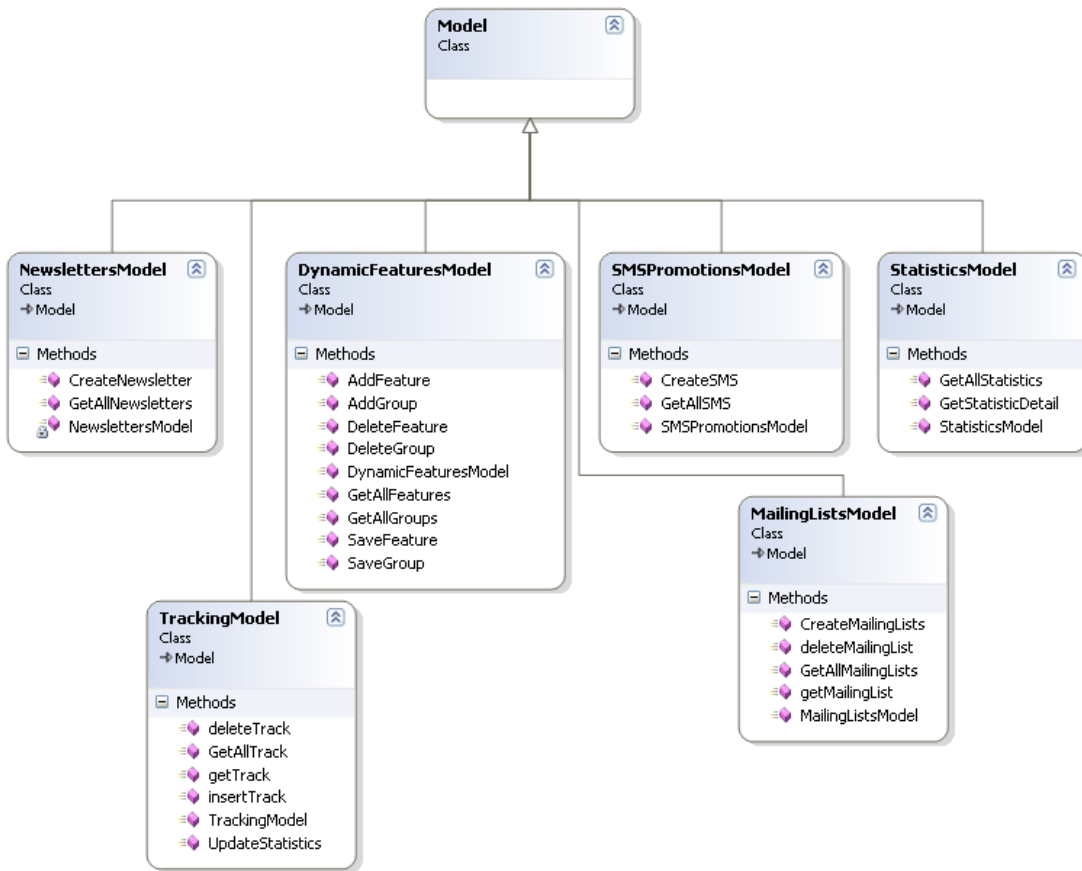 Model
Class
NewslettersModel
Class
Model
Methods
CreateNewsletter
GetAllNewsletters
NewslettersModel
DynamicFeaturesModel
Class
Model
Methods
AddFeature
AddGroup
DeleteFeature
DeleteGroup
DynamicFeaturesModel
GetAllFeatures
GetAllGroups
SaveFeature
SaveGroup
SMSPromotionsModel
Class
Model
Methods
CreateSMS
GetAllSMS
SMSPromotionsModel
StatisticsModel
Class
Model
Methods
GetAllStatistics
GetStatisticDetail
StatisticsModel
MailingListsModel
Class
Model
Methods
CreateMailingLists
deleteMailingList
GetAllMailingLists
getMailingList
MailingListsModel
TrackingModel
Class
Model
Methods
deleteTrack
GetAllTrack
getTrack
insertTrack
TrackingModel
UpdateStatistics